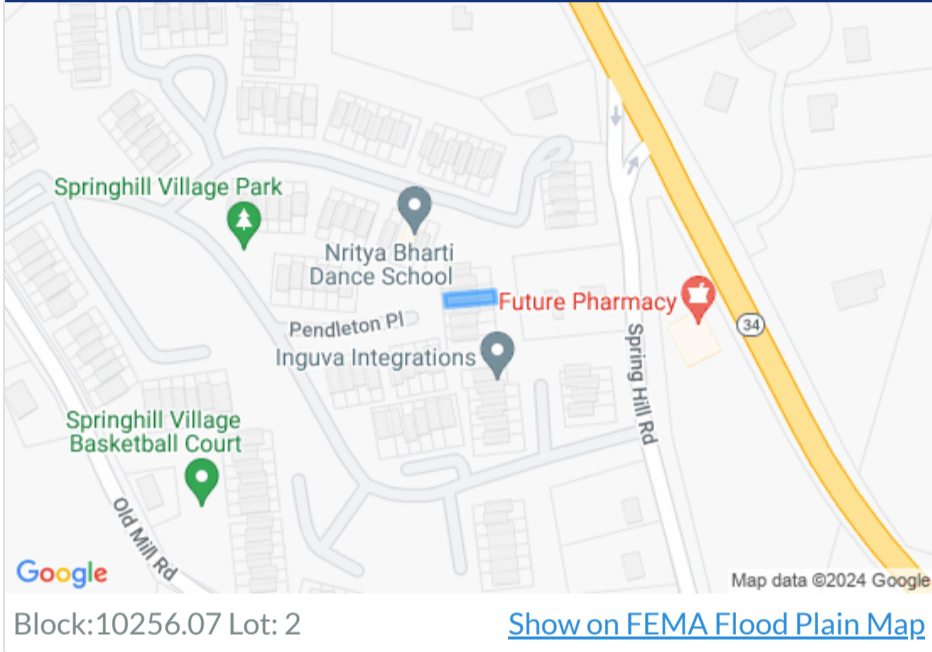 Springhill Village Park
Nritya Bharti
Dance School
Future Pharmacy
34
Pendleton Pl
Inguva Integrations
Spring Hill Rd
Springhill Village
Basketball Court
Old Mill Rd
Google
Map data ©2024 Google
Block:10256.07 Lot: 2
Show on FEMA Flood Plain Map